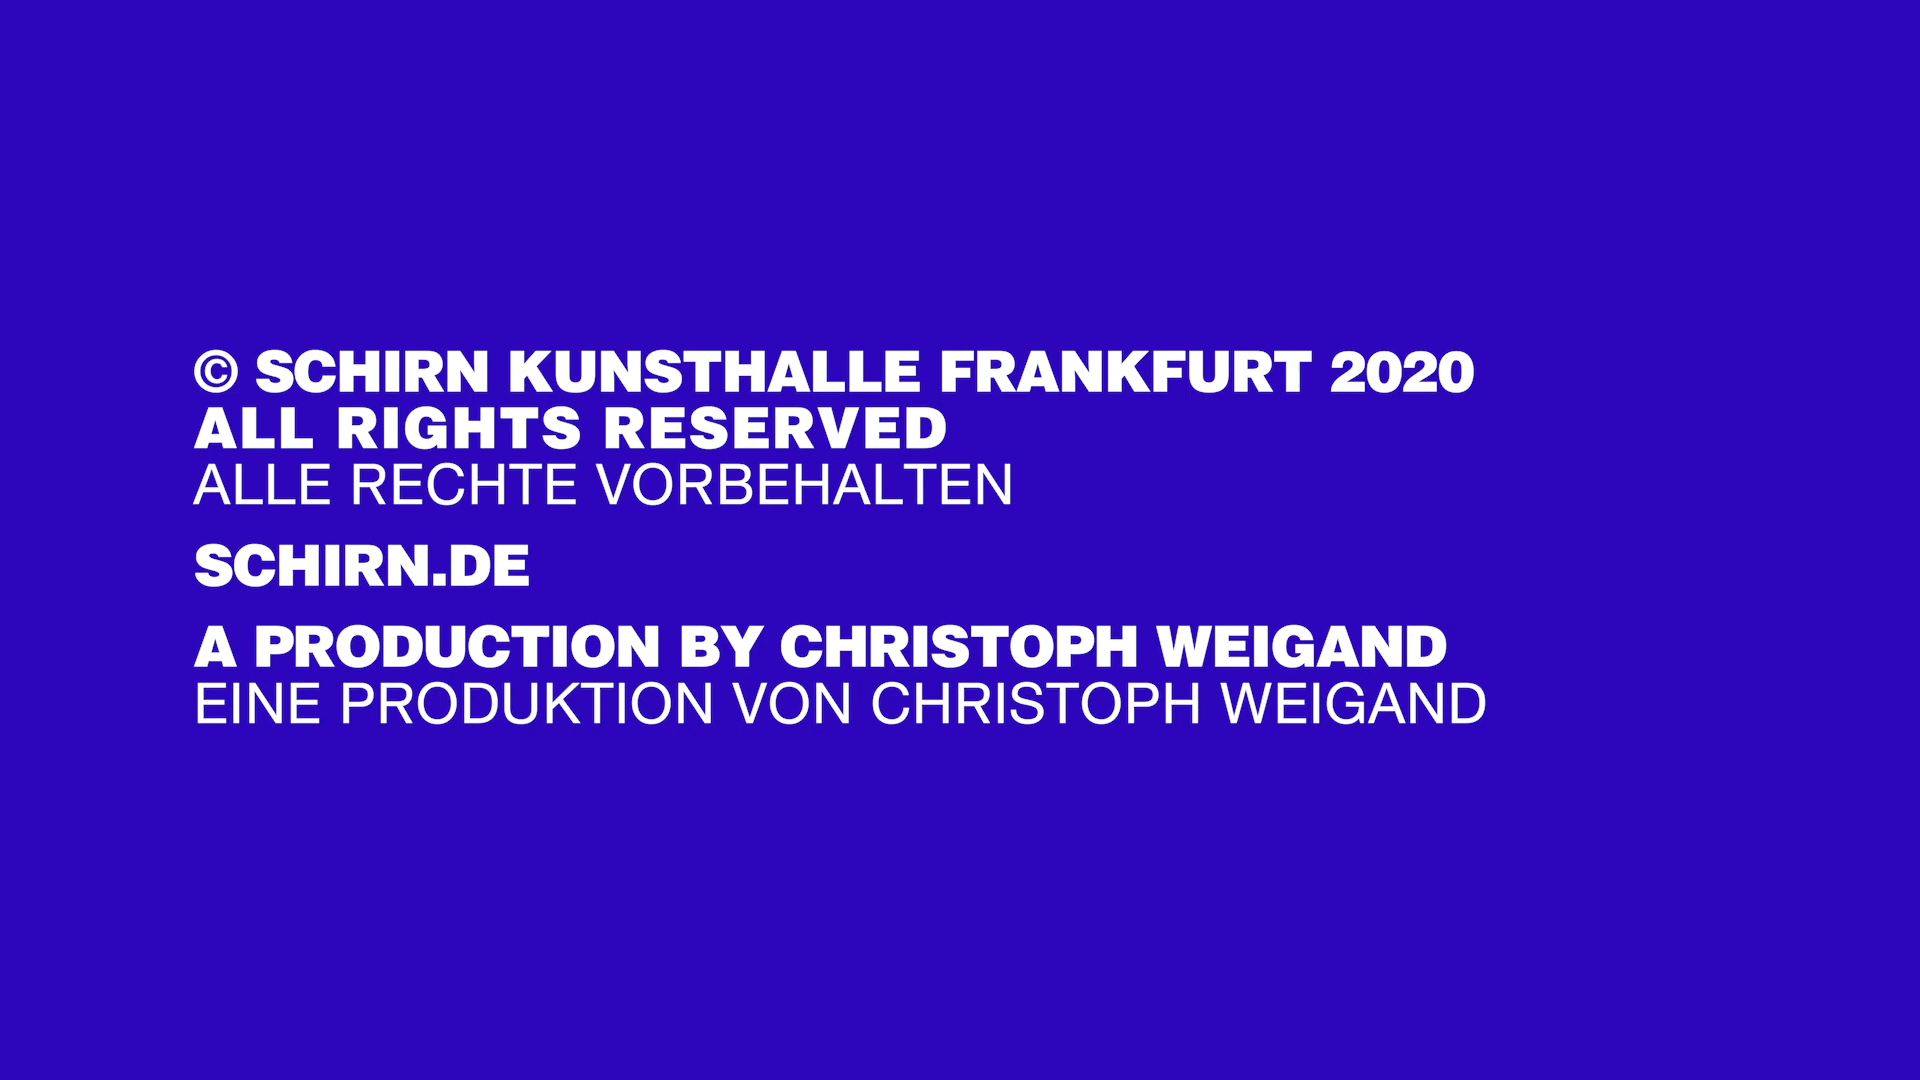 © SCHIRN KUNSTHALLE FRANKFURT 2020
ALL RIGHTS RESERVED
ALLE RECHTE VORBEHALTEN
SCHIRN.DE
A PRODUCTION BY CHRISTOPH WEIGAND
EINE PRODUKTION VON CHRISTOPH WEIGAND